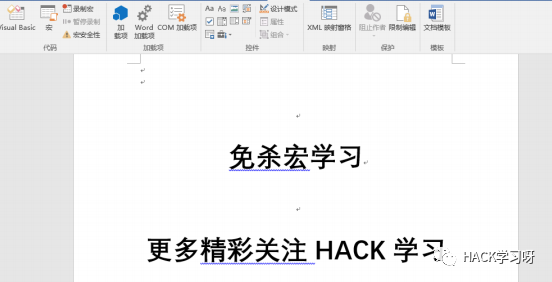 Visual Basic 宏 录制宏 暂停录制 宏安全性
代码
加载项 Word 加载项 COM 加载项
加载项
Aa Aa 设计模式 属性 组合
控件
XML 映射窗格
映射
阻止作者 限制编辑
保护
文档模板
模板
免杀宏学习
更多精彩关注 HACK 学习
HACK学习呀